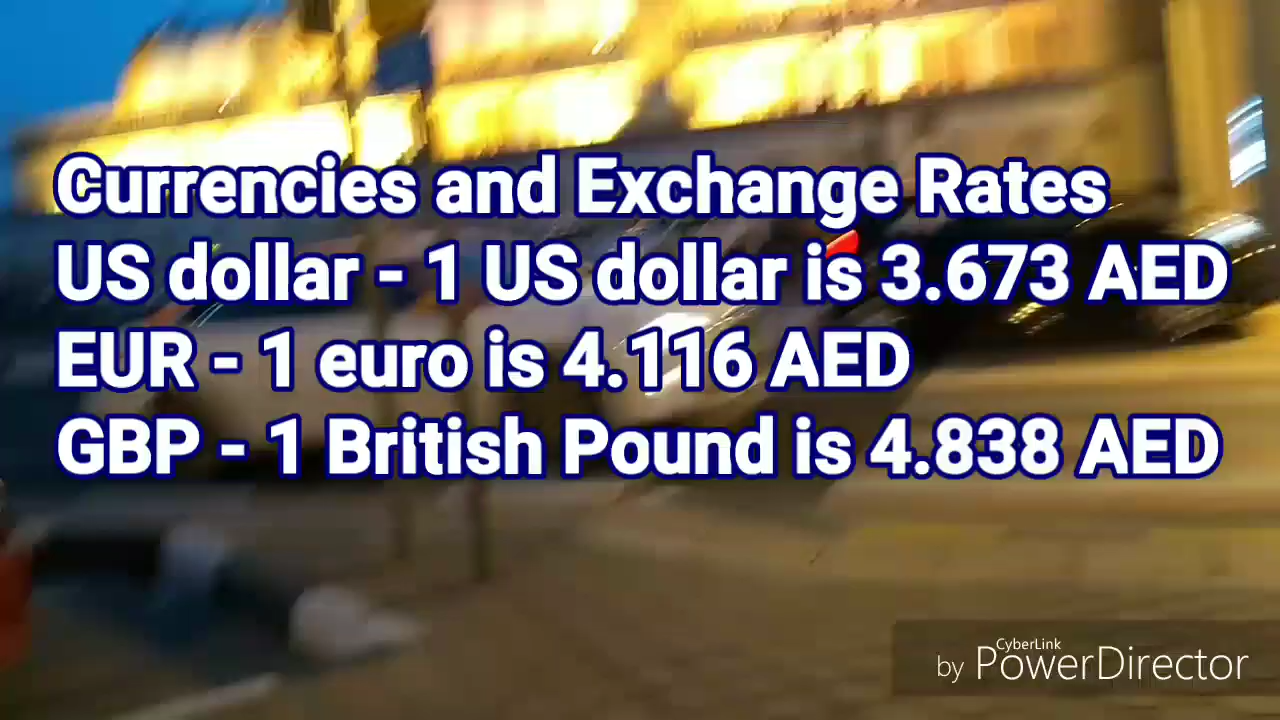 Currencies and Exchange Rates
US dollar - 1 US dollar is 3.673 AED
EUR - 1 euro is 4.116 AED
GBP - 1 British Pound is 4.838 AED
CyberLink
by PowerDirector